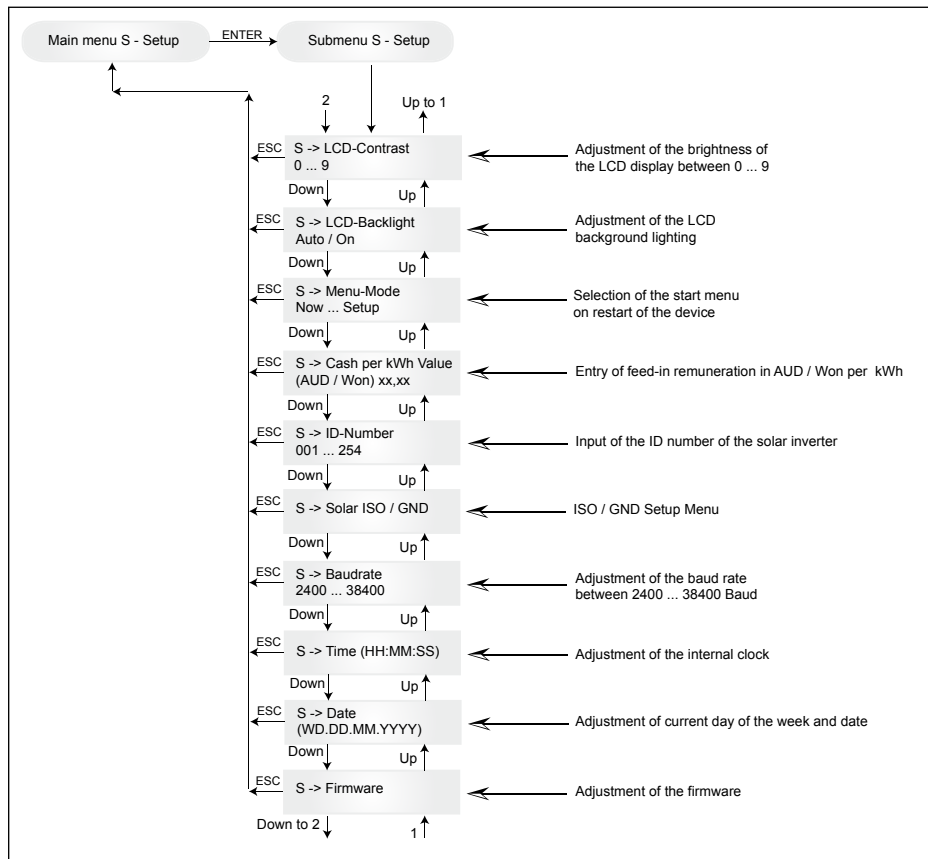 Main menu S - Setup
ENTER
Submenu S - Setup
2
Up to 1
ESC
S -> LCD-Contrast
0 ... 9
Adjustment of the brightness of
the LCD display between 0 ... 9
Down
Up
ESC
S -> LCD-Backlight
Auto / On
Adjustment of the LCD
background lighting
Down
Up
ESC
S -> Menu-Mode
Now ... Setup
Selection of the start menu
on restart of the device
Down
Up
ESC
S -> Cash per kWh Value
(AUD / Won) xx,xx
Entry of feed-in remuneration in AUD / Won per kWh
Down
Up
ESC
S -> ID-Number
001 ... 254
Input of the ID number of the solar inverter
Down
Up
ESC
S -> Solar ISO / GND
ISO / GND Setup Menu
Down
Up
ESC
S -> Baudrate
2400 ... 38400
Adjustment of the baud rate
between 2400 ... 38400 Baud
Down
Up
ESC
S -> Time (HH:MM:SS)
Adjustment of the internal clock
Down
Up
ESC
S -> Date
(WD.DD.MM.YYYY)
Adjustment of current day of the week and date
Down
Up
ESC
S -> Firmware
Adjustment of the firmware
Down to 2
1